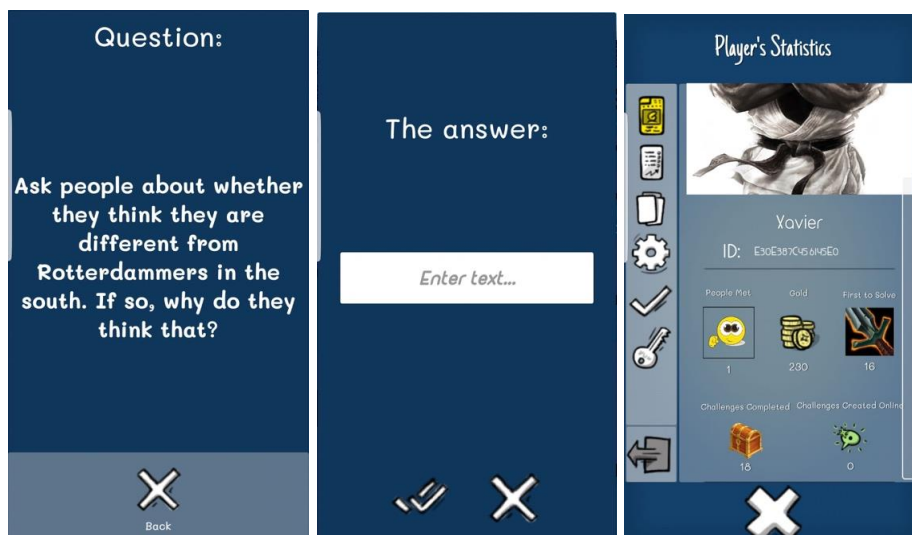 Question:
Ask people about whether
they think they are
different from
Rotterdammers in the
south. If so, why do they
think that?
Back
The answer:
Enter text...
Player's Statistics
Xavier
ID: E30E387C456145E0
People Met Gold First to Solve
1 230 16
Challenges Completed Challenges Created Online
18 0